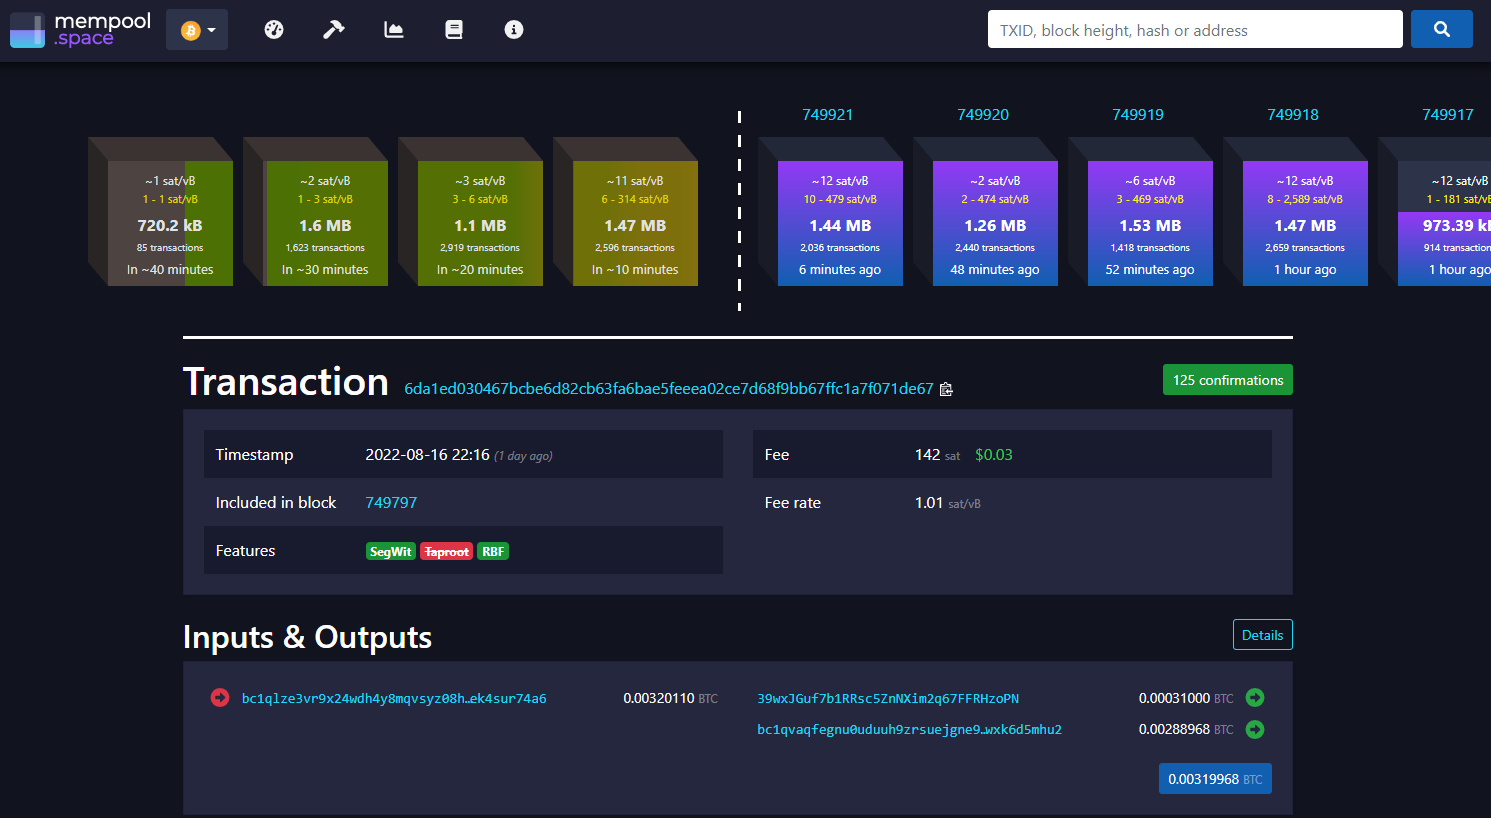 mempool
.space
TXID, block height, hash or address
749921
749920
749919
749918
749917
~1 sat/vB
1 - 1 sat/vB
720.2 kB
85 transactions
In ~40 minutes
~2 sat/vB
1 - 3 sat/vB
1.6 MB
1,623 transactions
In ~30 minutes
~3 sat/vB
3 - 6 sat/vB
1.1 MB
2,919 transactions
In ~20 minutes
~11 sat/vB
6 - 314 sat/vB
1.47 MB
2,596 transactions
In ~10 minutes
~12 sat/vB
10 - 479 sat/vB
1.44 MB
2,036 transactions
6 minutes ago
~2 sat/vB
2 - 474 sat/vB
1.26 MB
2,440 transactions
48 minutes ago
~6 sat/vB
3 - 469 sat/vB
1.53 MB
1,418 transactions
52 minutes ago
~12 sat/vB
8 - 2,589 sat/vB
1.47 MB
2,659 transactions
1 hour ago
~12 sat/vB
1 - 181 sat/vB
973.39 k
914 transaction
1 hour ago
Transaction 6da1ed030467bcbe6d82cb63fa6bae5feeea02ce7d68f9bb67ffc1a7f071de67
125 confirmations
Timestamp 2022-08-16 22:16 (1 day ago)
Included in block 749797
Features SegWit Taproot RBF
Fee 142 sat $0.03
Fee rate 1.01 sat/vB
Inputs & Outputs
Details
bc1qlze3vr9x24wdh4y8mqvsyz08h…ek4sur74a6 0.00320110 BTC
39wxJGuf7b1RRsc5ZnNXim2q67FFRHzoPN 0.00031000 BTC
bc1qvaqfegnu0uduuh9zrsuejgne9…wxk6d5mhu2 0.00288968 BTC
0.00319968 BTC